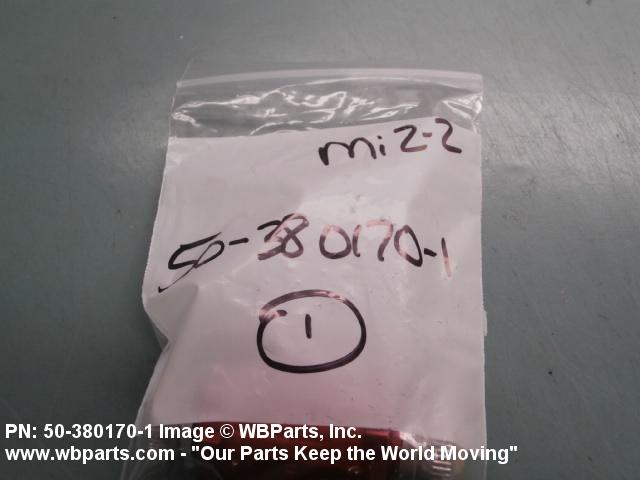 mi2-2
50-380170-1
1
PN: 50-380170-1 Image © WBParts, Inc.
www.wbparts.com - "Our Parts Keep the World Moving"